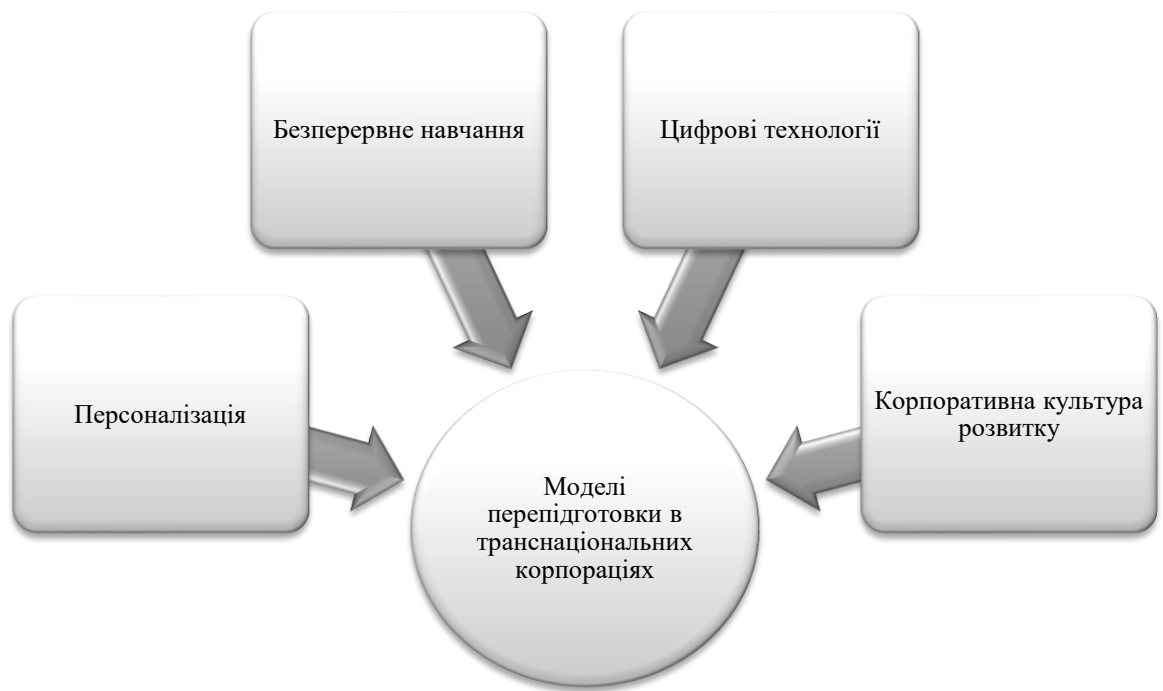 Безперервне навчання
Цифрові технології
Персоналізація
Корпоративна культура
розвитку
Моделі
перепідготовки в
транснаціональних
корпораціях